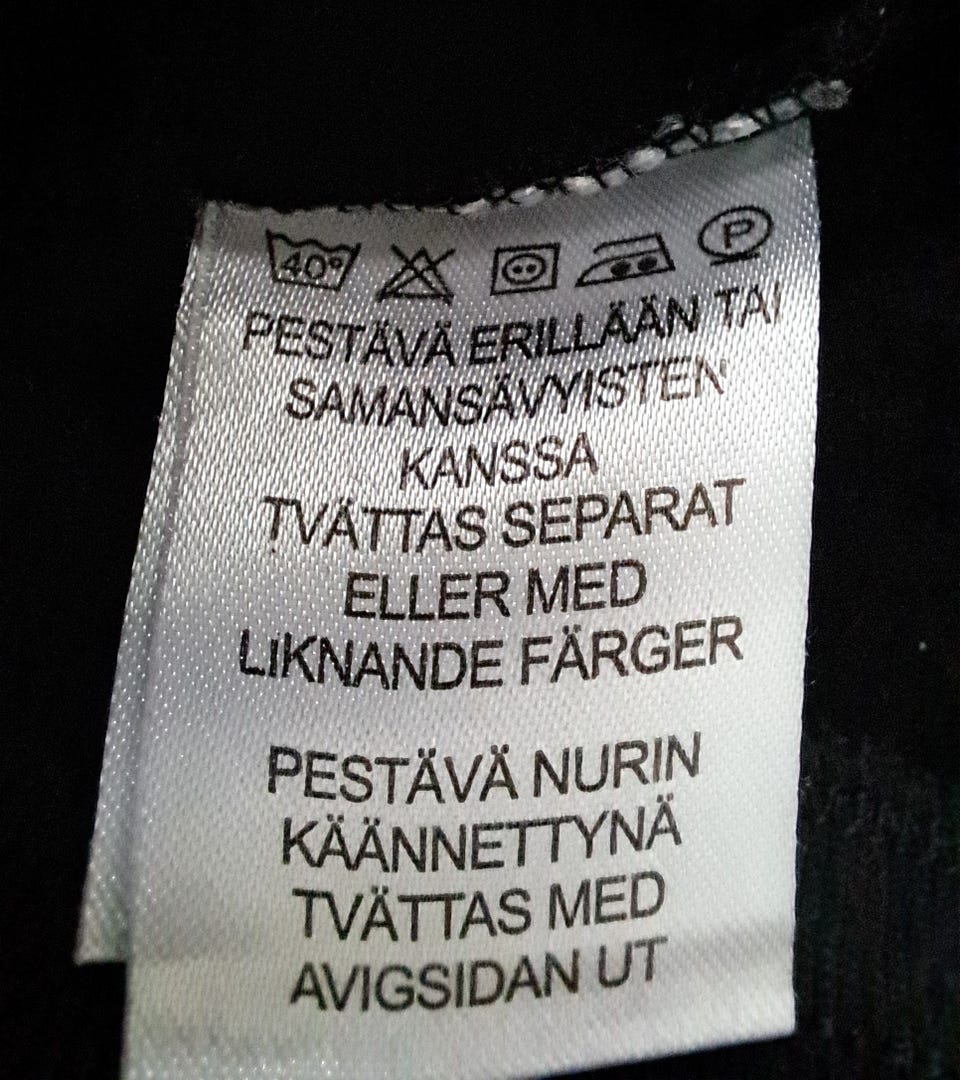 40° P
PESTÄVÄ ERILLÄÄN TAI
SAMANSÄVYISTEN
KANSSA
TVÄTTAS SEPARAT
ELLER MED
LIKNANDE FÄRGER
PESTÄVÄ NURIN
KÄÄNNETTYNÄ
TVÄTTAS MED
AVIGSIDAN UT